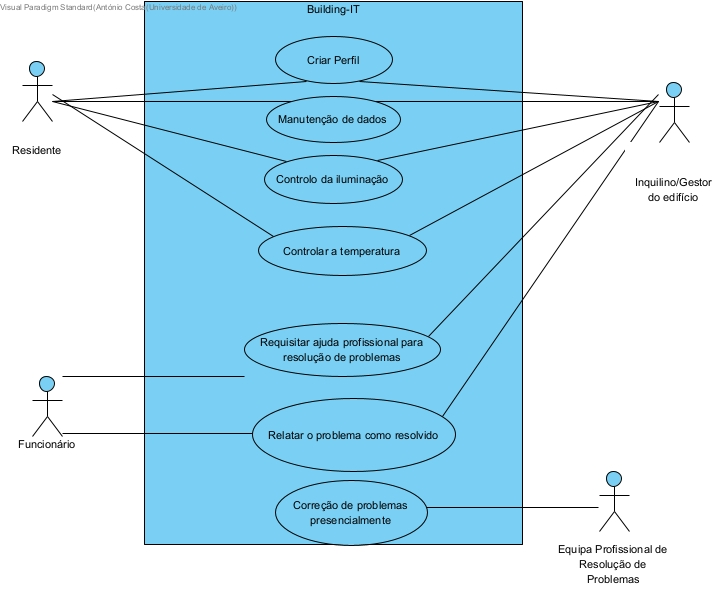 Visual Paradigm Standard(António Costa(Universidade de Aveiro))
Building-IT
Criar Perfil
Manutenção de dados
Residente
Controlo da iluminação
Inquilino/Gestor
do edifício
Controlar a temperatura
Requisitar ajuda profissional para
resolução de problemas
Funcionário
Relatar o problema como resolvido
Correção de problemas
presencialmente
Equipa Profissional de
Resolução de
Problemas